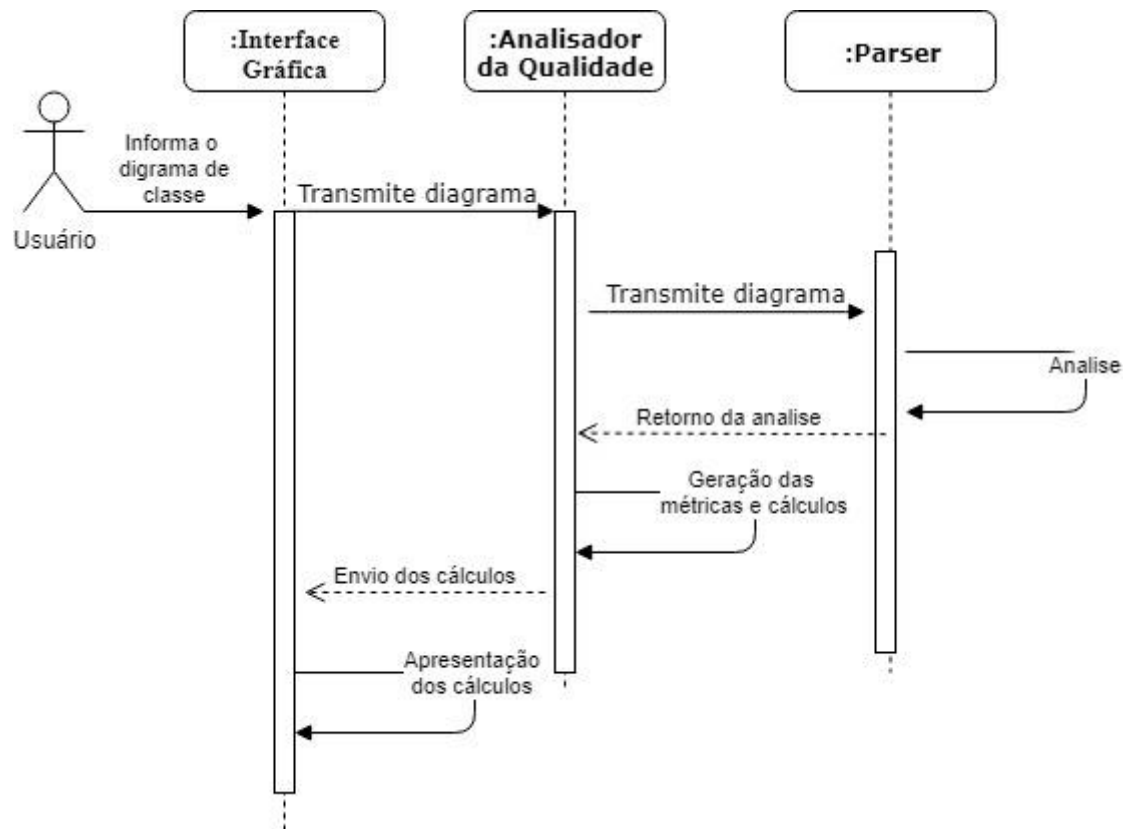 :Interface
Gráfica
:Analisador
da Qualidade
:Parser
Informa o
digrama de
classe
Usuário
Transmite diagrama
Transmite diagrama
Analise
Retorno da analise
Geração das
métricas e cálculos
Envio dos cálculos
Apresentação
dos cálculos